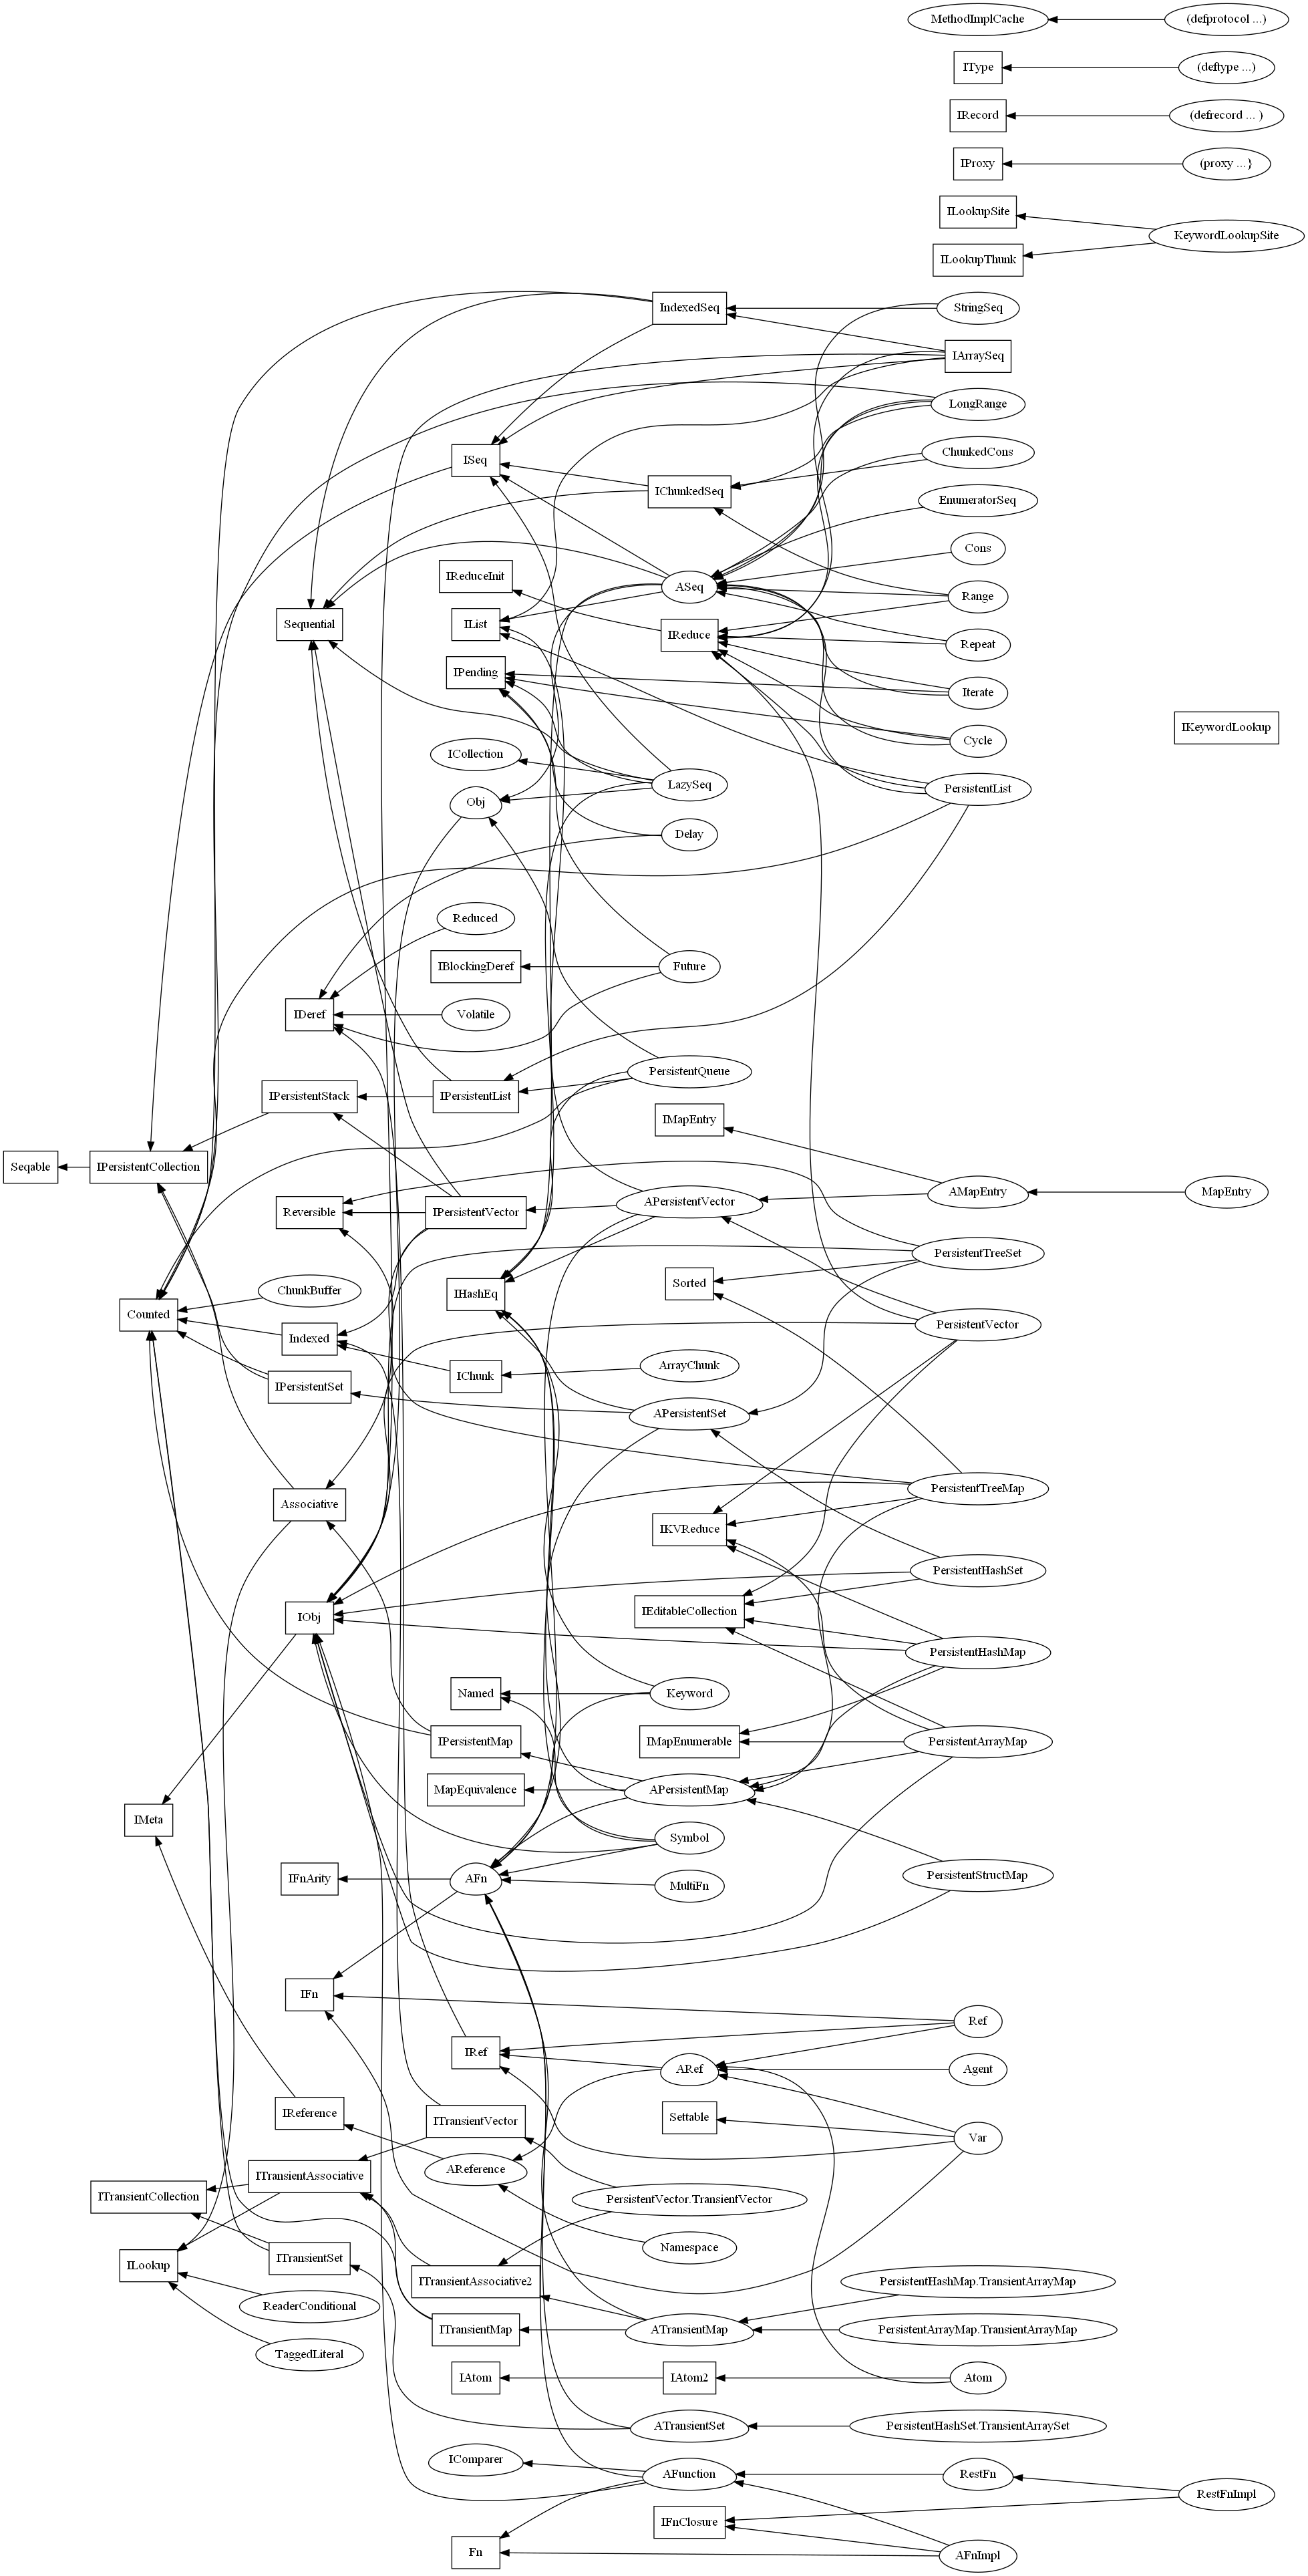 MethodImplCache
(defprotocol ...)
IType
(deftype ...)
IRecord
(defrecord ... )
IProxy
(proxy ...}
ILookupSite
KeywordLookupSite
ILookupThunk
IndexedSeq
StringSeq
IArraySeq
LongRange
ChunkedCons
ISeq
IChunkedSeq
EnumeratorSeq
Cons
IReduceInit
ASeq
Range
Sequential
IList
IReduce
Repeat
IPending
Iterate
IKeywordLookup
Cycle
ICollection
LazySeq
PersistentList
Obj
Delay
Reduced
IBlockingDeref
Future
IDeref
Volatile
PersistentQueue
IPersistentStack
IPersistentList
IMapEntry
Seqable
IPersistentCollection
AMapEntry
MapEntry
APersistentVector
Reversible
IPersistentVector
PersistentTreeSet
Sorted
ChunkBuffer
IHashEq
Counted
PersistentVector
Indexed
ArrayChunk
IChunk
IPersistentSet
APersistentSet
PersistentTreeMap
Associative
IKVReduce
PersistentHashSet
IEditableCollection
IObj
PersistentHashMap
Named
Keyword
IPersistentMap
IMapEnumerable
PersistentArrayMap
MapEquivalence
APersistentMap
IMeta
Symbol
PersistentStructMap
IFnArity
AFn
MultiFn
IFn
Ref
IRef
ARef
Agent
IReference
ITransientVector
Settable
Var
AReference
ITransientAssociative
ITransientCollection
PersistentVector.TransientVector
Namespace
ITransientSet
ILookup
ITransientAssociative2
PersistentHashMap.TransientArrayMap
ReaderConditional
ITransientMap
ATransientMap
PersistentArrayMap.TransientArrayMap
TaggedLiteral
IAtom
IAtom2
Atom
ATransientSet
PersistentHashSet.TransientArraySet
IComparer
AFunction
RestFn
RestFnImpl
IFnClosure
Fn
AFnImpl